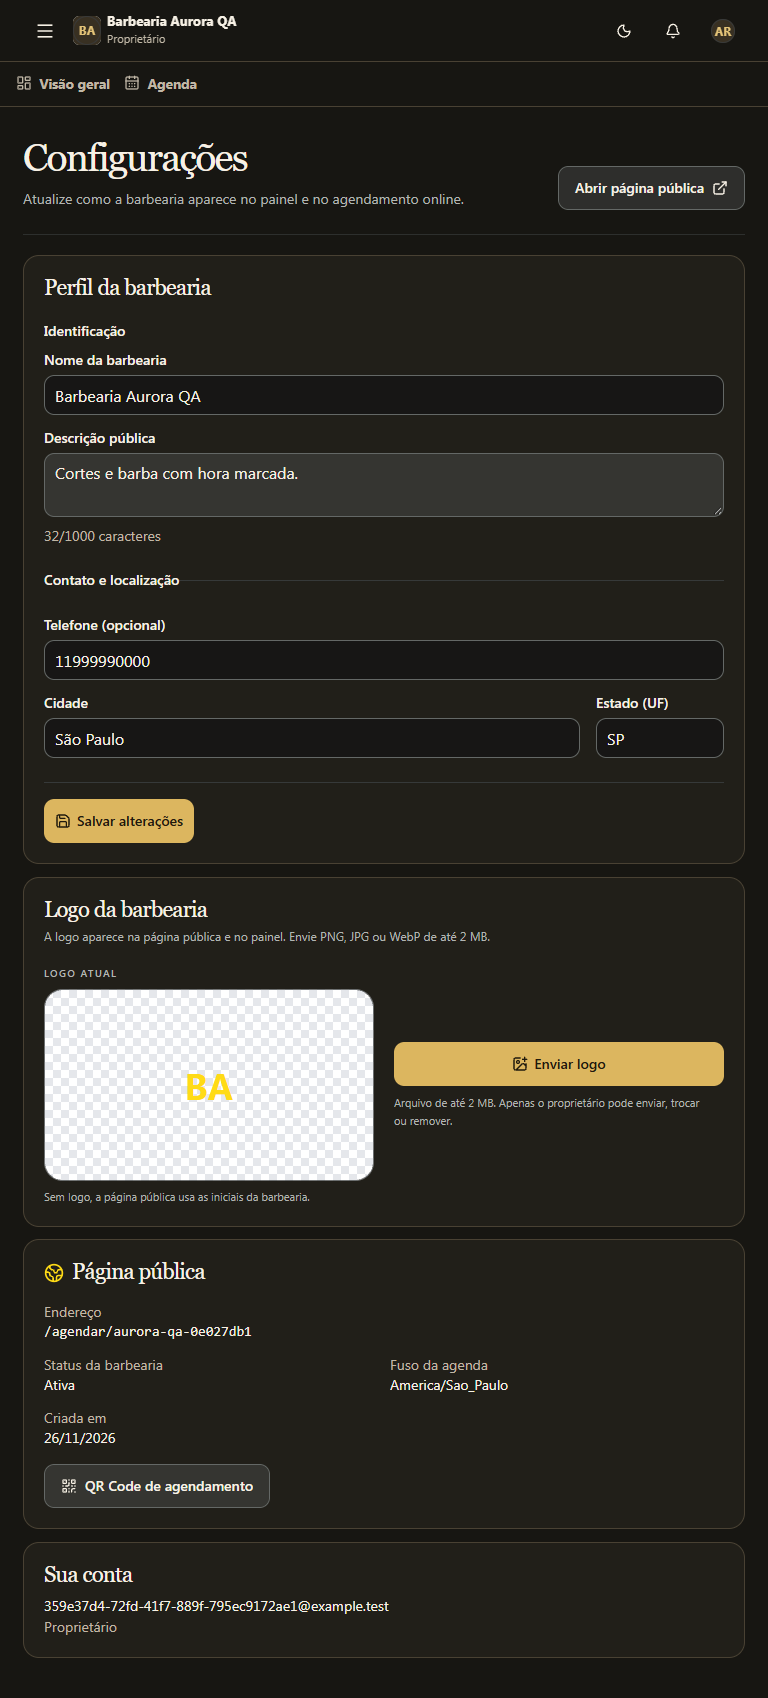 BA
Barbearia Aurora QA
Proprietário
AR
Visão geral
Agenda
Configurações
Atualize como a barbearia aparece no painel e no agendamento online.
Abrir página pública
Perfil da barbearia
Identificação
Nome da barbearia
Barbearia Aurora QA
Descrição pública
Cortes e barba com hora marcada.
32/1000 caracteres
Contato e localização
Telefone (opcional)
11999990000
Cidade
Estado (UF)
São Paulo
SP
Salvar alterações
Logo da barbearia
A logo aparece na página pública e no painel. Envie PNG, JPG ou WebP de até 2 MB.
LOGO ATUAL
BA
Enviar logo
Arquivo de até 2 MB. Apenas o proprietário pode enviar, trocar
ou remover.
Sem logo, a página pública usa as iniciais da barbearia.
Página pública
Endereço
/agendar/aurora-qa-0e027db1
Status da barbearia
Ativa
Fuso da agenda
America/Sao_Paulo
Criada em
26/11/2026
QR Code de agendamento
Sua conta
359e37d4-72fd-41f7-889f-795ec9172ae1@example.test
Proprietário